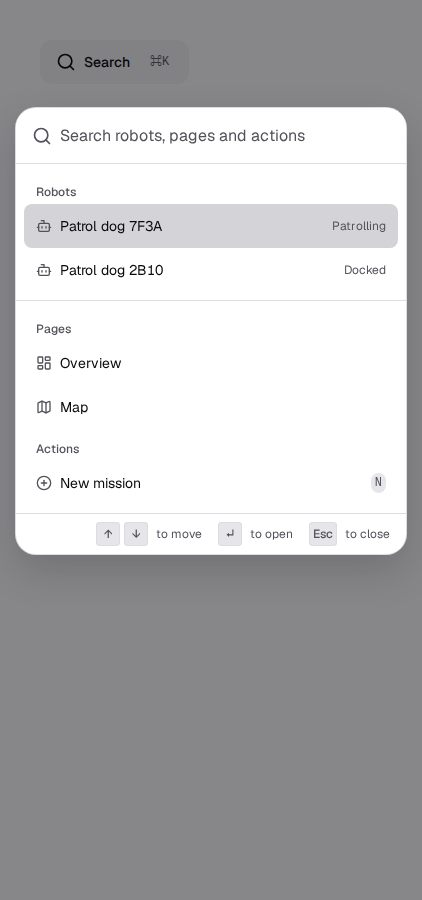 Search ⌘K
Search robots, pages and actions
Robots
Patrol dog 7F3A Patrolling
Patrol dog 2B10 Docked
Pages
Overview
Map
Actions
New mission N
↑ ↓ to move ↵ to open Esc to close